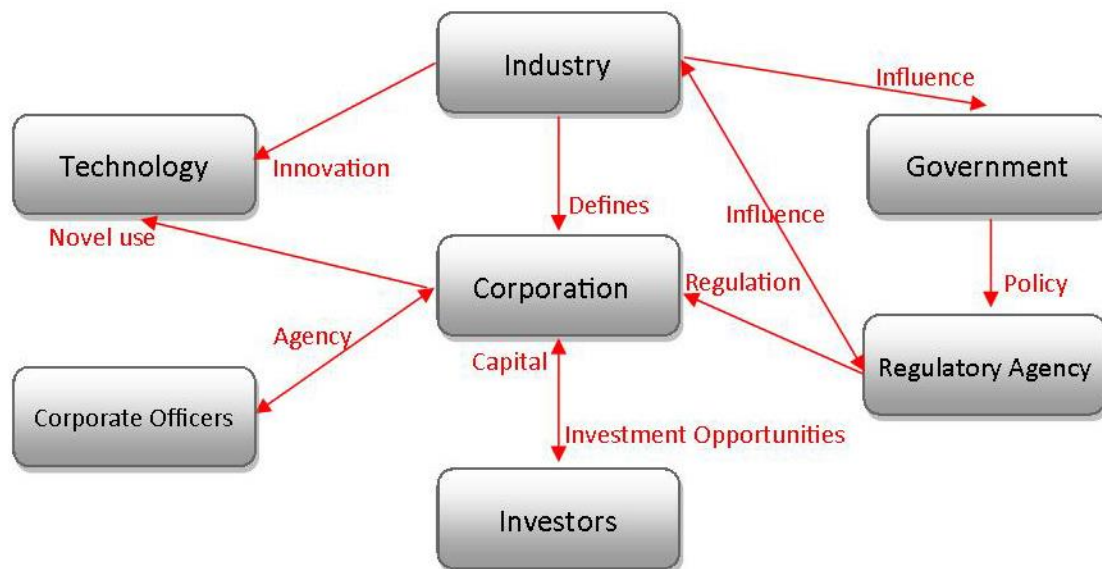 Industry
Influence
Technology
Innovation
Government
Defines
Influence
Novel use
Corporation
Regulation
Policy
Agency
Capital
Regulatory Agency
Corporate Officers
Investment Opportunities
Investors